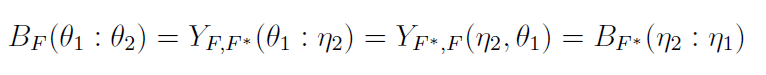 B_F(θ_1 : θ_2) = Y_{F,F*}(θ_1 : η_2) = Y_{F*,F}(η_2, θ_1) = B_{F*}(η_2 : η_1)